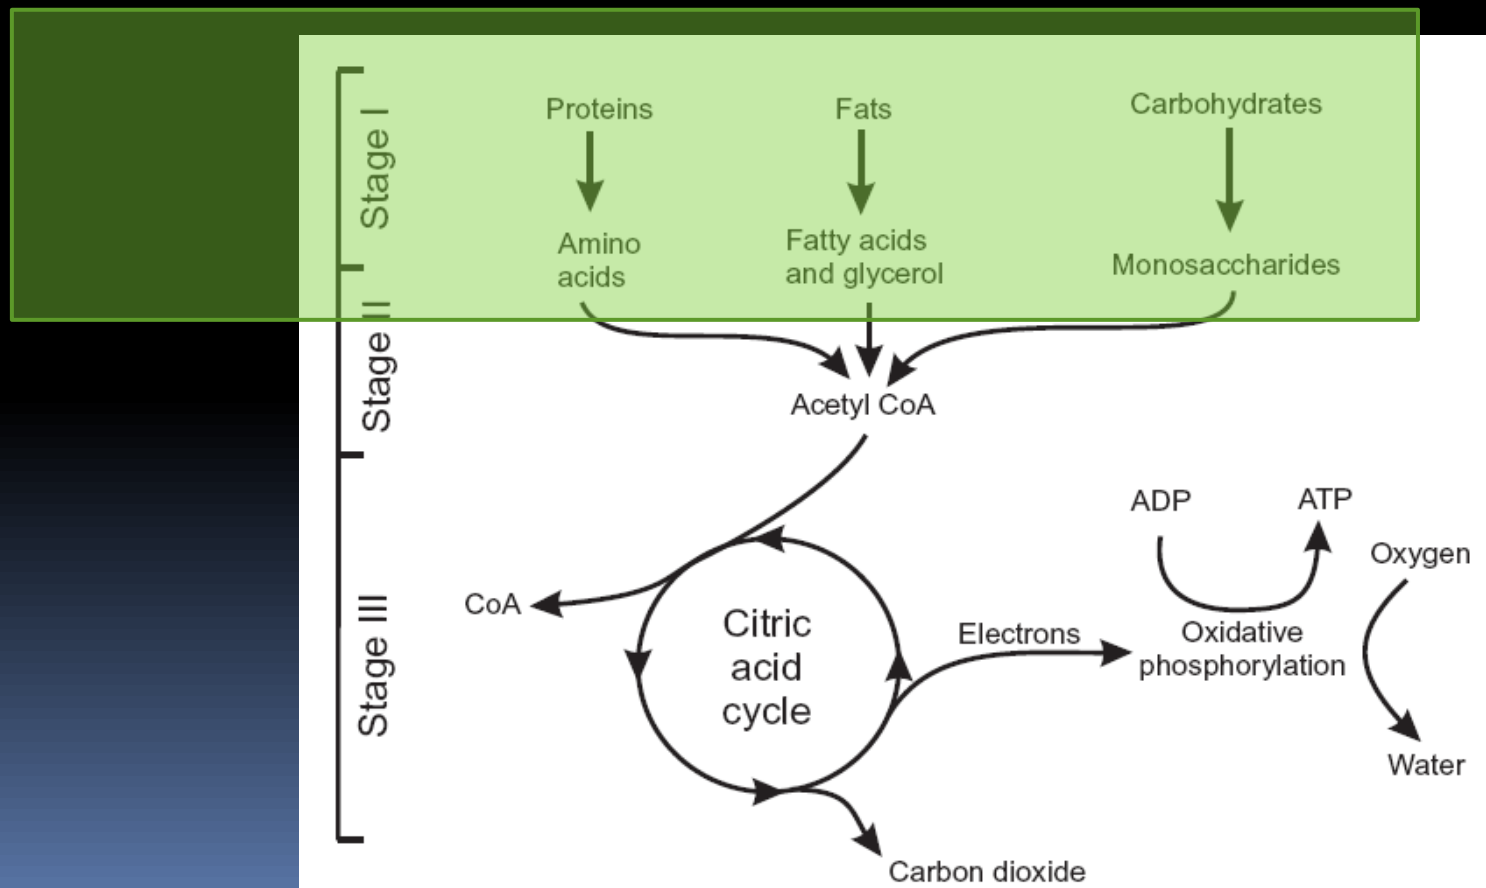 Stage I
Proteins
Fats
Carbohydrates
Amino
acids
Fatty acids
and glycerol
Monosaccharides
Stage II
Acetyl CoA
Stage III
CoA
Citric
acid
cycle
Electrons
ADP
ATP
Oxygen
Oxidative
phosphorylation
Water
Carbon dioxide